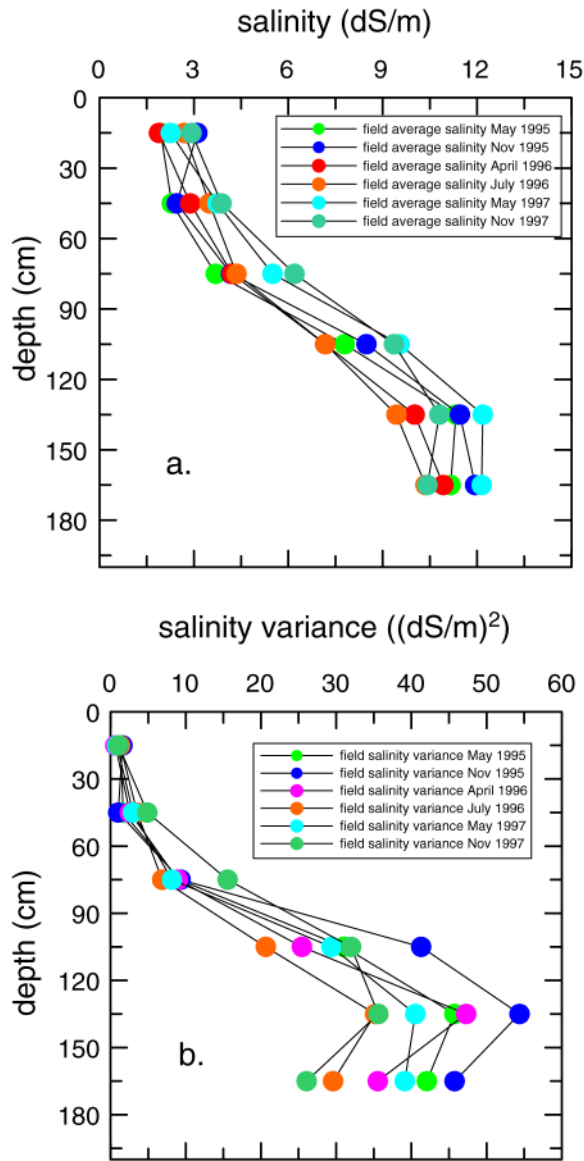 salinity (dS/m)
0 3 6 9 12 15
0
30
60
90
120
150
180
depth (cm)
field average salinity May 1995
field average salinity Nov 1995
field average salinity April 1996
field average salinity July 1996
field average salinity May 1997
field average salinity Nov 1997
a.
salinity variance ((dS/m)²)
0 10 20 30 40 50 60
0
30
60
90
120
150
180
depth (cm)
field salinity variance May 1995
field salinity variance Nov 1995
field salinity variance April 1996
field salinity variance July 1996
field salinity variance May 1997
field salinity variance Nov 1997
b.